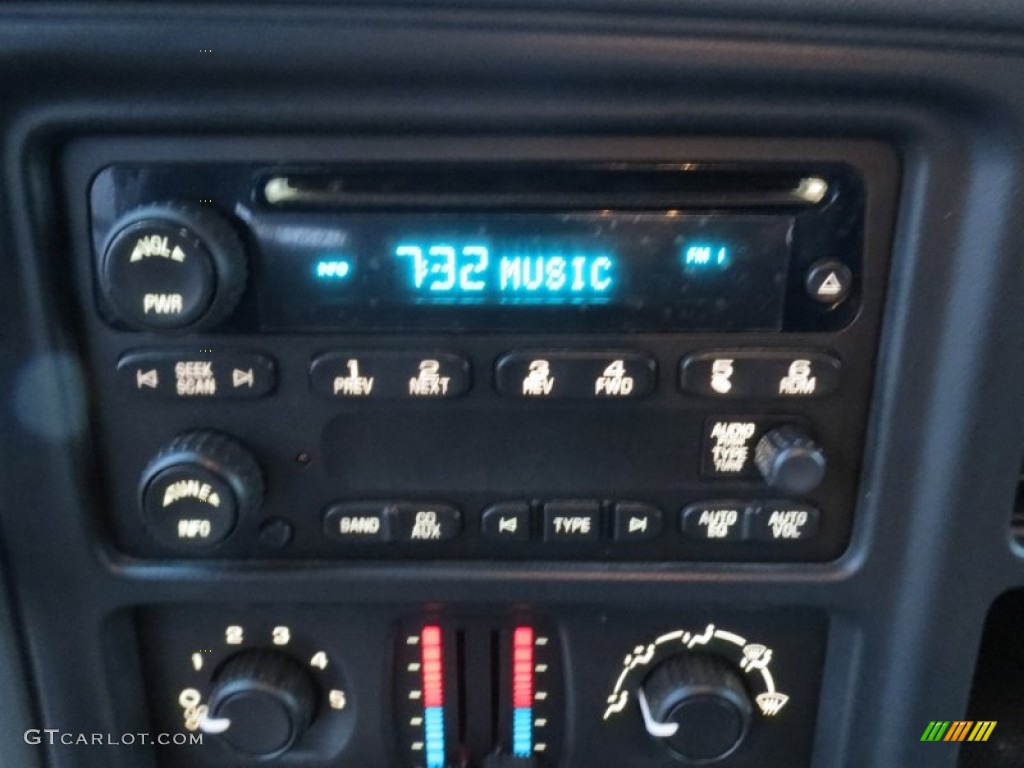 VOL
PWR
INFO 7:32 MUSIC FM 1
SEEK
SCAN
1
PREV
2
NEXT
3
REV
4
FWD
5
6
RDM
AUDIO
TYPE
TUNE
TUNE
INFO
BAND
CD
AUX
TYPE
AUTO
EQ
AUTO
VOL
0 1 2 3 4 5
GTCARLOT.COM